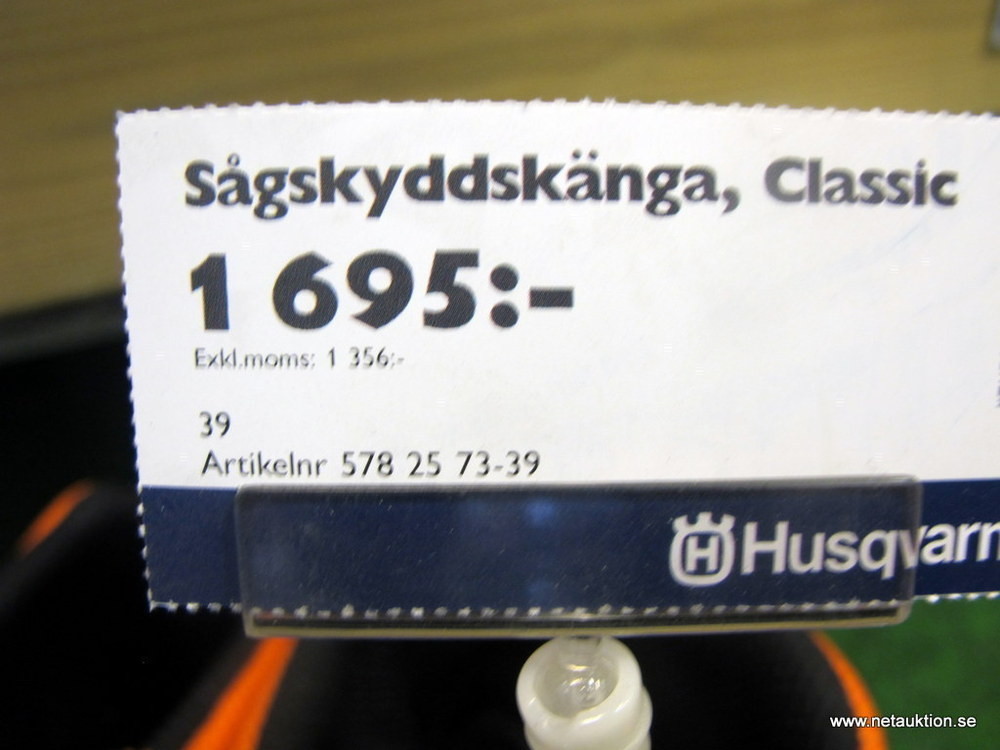 Sågskyddskänga, Classic
1 695:-
Exkl.moms: 1 356:-
39
Artikelnr 578 25 73-39
H Husqvarn
www.netauktion.se